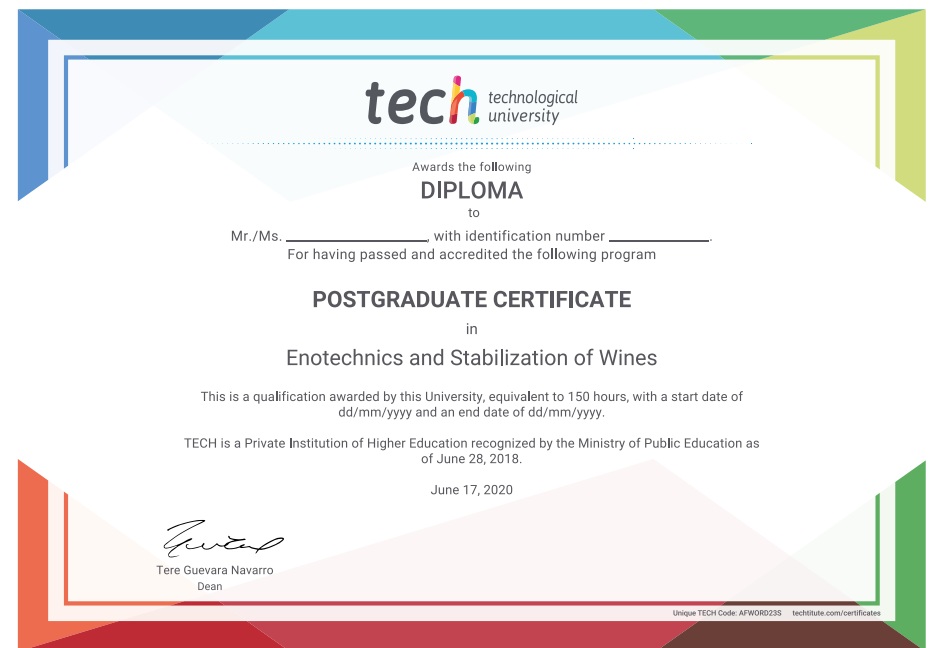 tech technological
university
Awards the following
DIPLOMA
to
Mr./Ms. ____________________, with identification number ______________.
For having passed and accredited the following program
POSTGRADUATE CERTIFICATE
in
Enotechnics and Stabilization of Wines
This is a qualification awarded by this University, equivalent to 150 hours, with a start date of
dd/mm/yyyy and an end date of dd/mm/yyyy.
TECH is a Private Institution of Higher Education recognized by the Ministry of Public Education as
of June 28, 2018.
June 17, 2020
Tere Guevara Navarro
Dean
Unique TECH Code: AFWORD23S techtitute.com/certificates